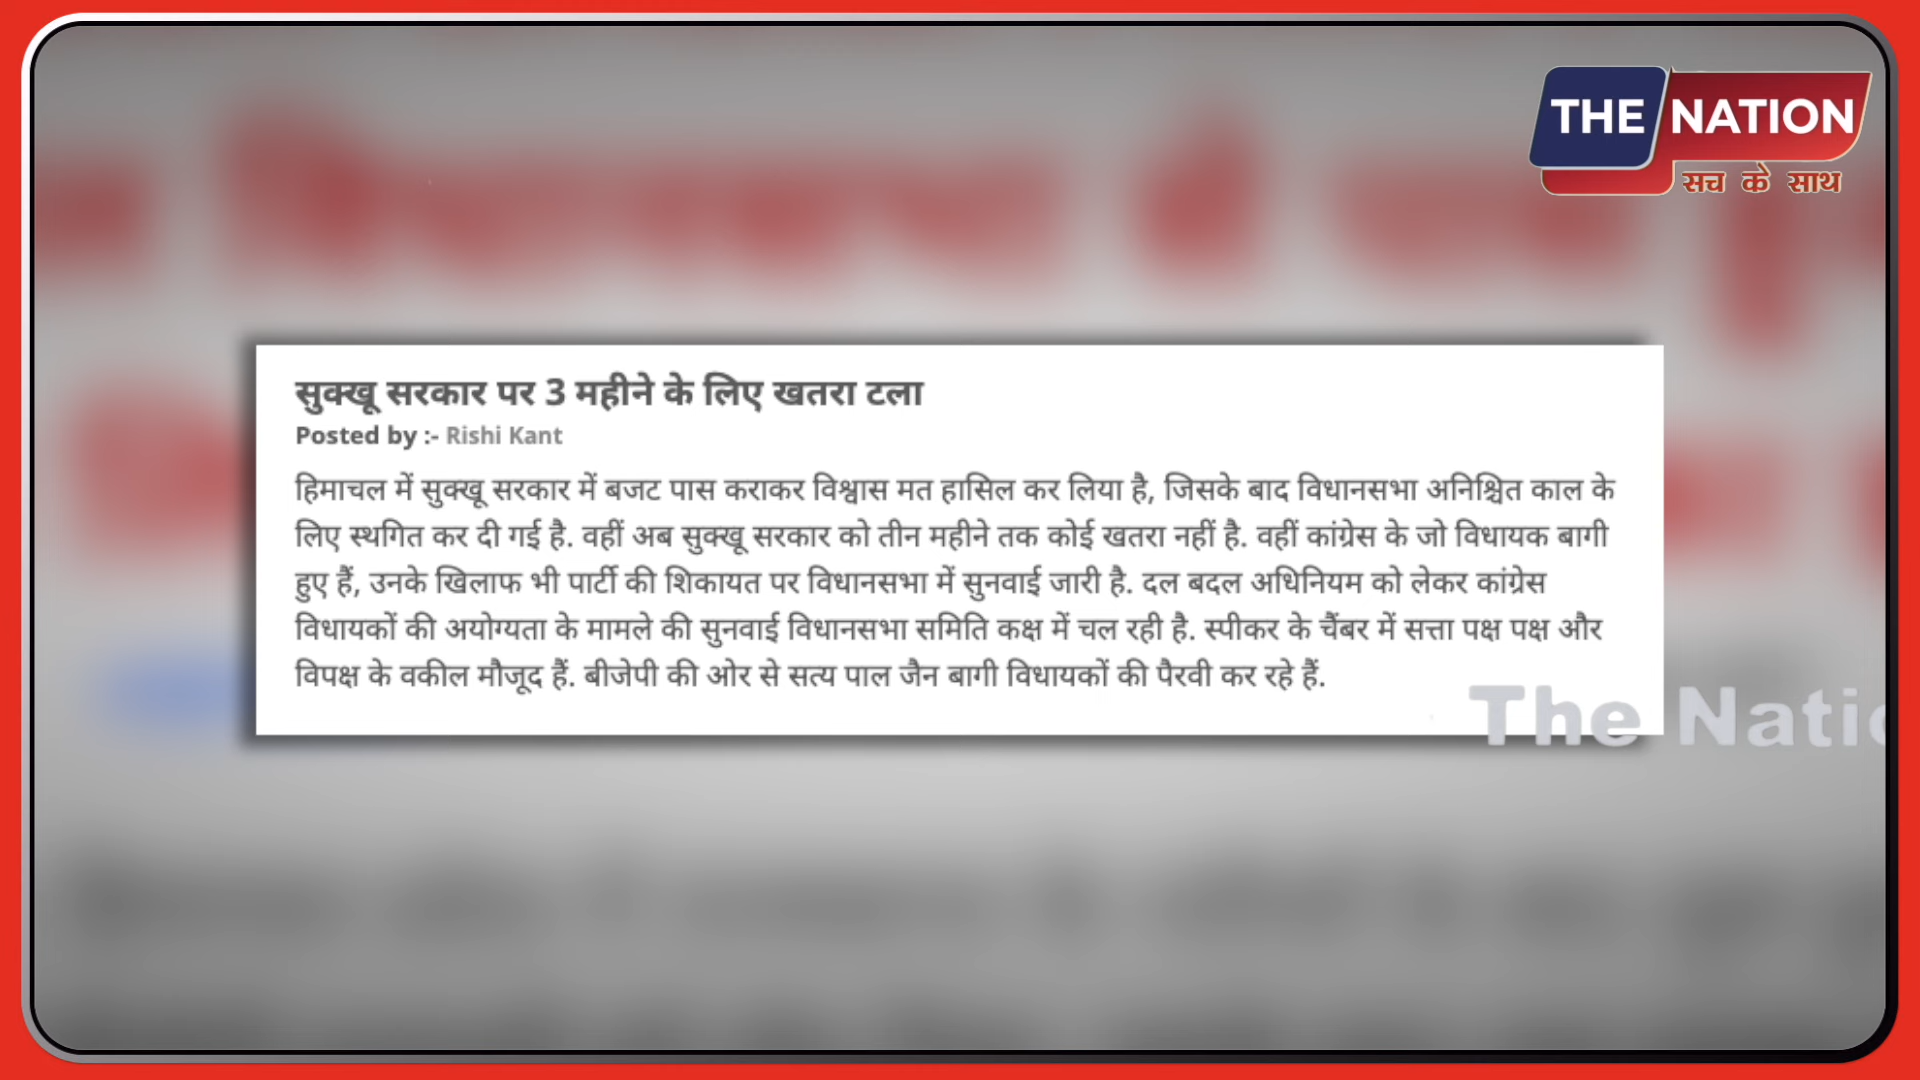 THE NATION
सच के साथ
सुक्खू सरकार पर 3 महीने के लिए खतरा टला
Posted by :- Rishi Kant
हिमाचल में सुक्खू सरकार में बजट पास कराकर विश्वास मत हासिल कर लिया है, जिसके बाद विधानसभा अनिश्चित काल के
लिए स्थगित कर दी गई है. वहीं अब सुक्खू सरकार को तीन महीने तक कोई खतरा नहीं है. वहीं कांग्रेस के जो विधायक बागी
हुए हैं, उनके खिलाफ भी पार्टी की शिकायत पर विधानसभा में सुनवाई जारी है. दल बदल अधिनियम को लेकर कांग्रेस
विधायकों की अयोग्यता के मामले की सुनवाई विधानसभा समिति कक्ष में चल रही है. स्पीकर के चैंबर में सत्ता पक्ष पक्ष और
विपक्ष के वकील मौजूद हैं. बीजेपी की ओर से सत्य पाल जैन बागी विधायकों की पैरवी कर रहे हैं.
The Natio